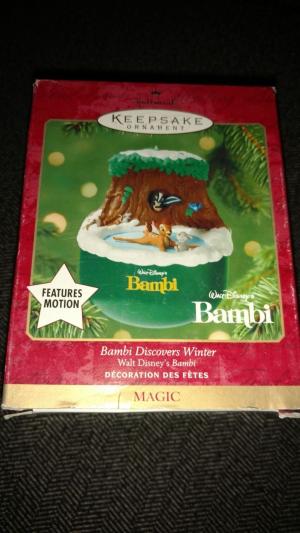 Hallmark
KEEPSAKE
ORNAMENT
Walt Disney's
Bambi
FEATURES
MOTION
Walt Disney's
Bambi
Bambi Discovers Winter
Walt Disney's Bambi
DÉCORATION DES FÊTES
MAGIC